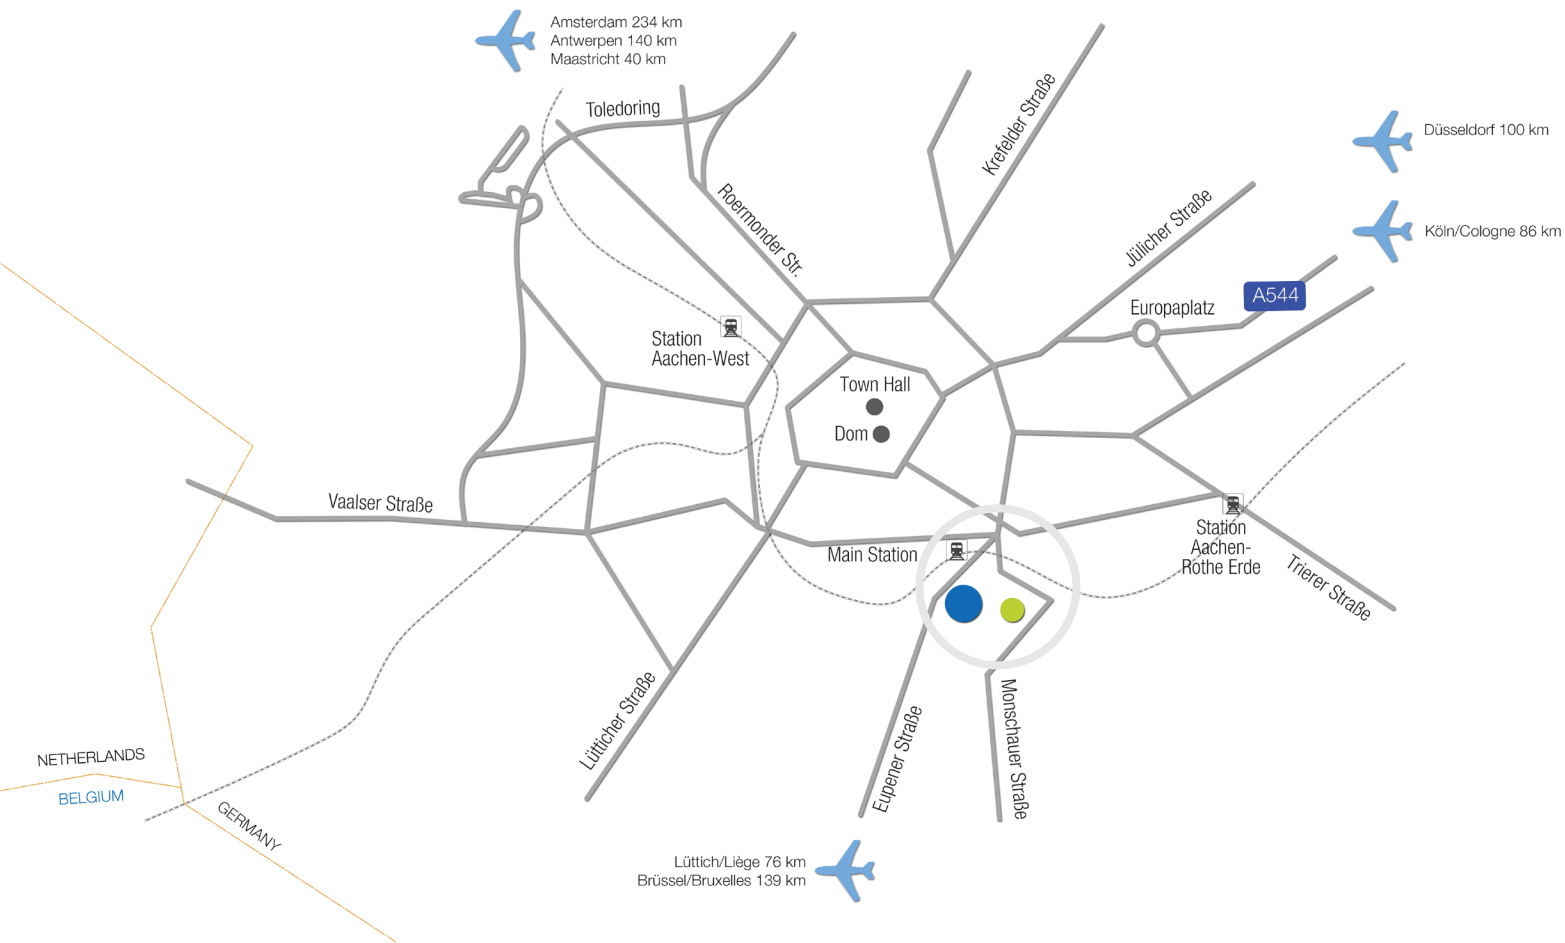 Amsterdam 234 km
Antwerpen 140 km
Maastricht 40 km
Toledoring
Krefelder Straße
Düsseldorf 100 km
Roermonder Str.
Jülicher Straße
Köln/Cologne 86 km
A544
Europaplatz
Station
Aachen-West
Town Hall
Dom
Vaalser Straße
Main Station
Station
Aachen-
Rothe Erde
Trierer Straße
Lütticher Straße
Eupener Straße
Monschauer Straße
NETHERLANDS
BELGIUM
GERMANY
Lüttich/Liège 76 km
Brüssel/Bruxelles 139 km